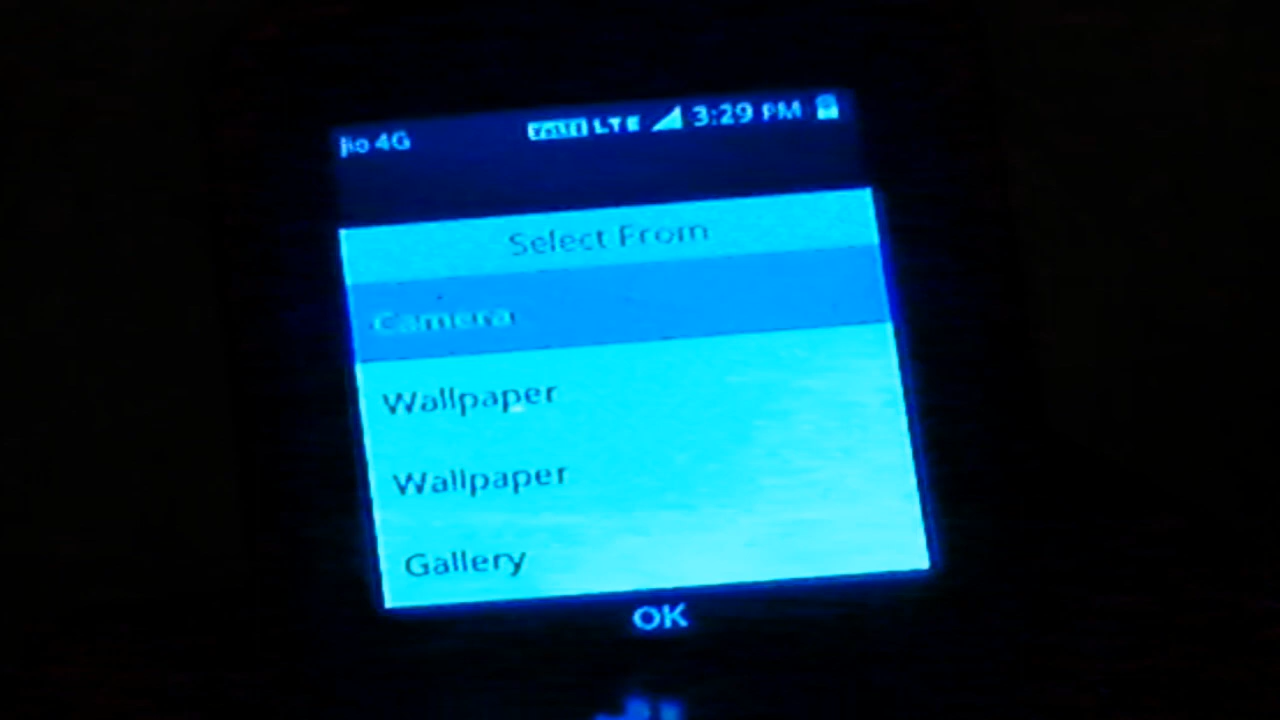 Jio 4G VoLTE LTE 3:29 PM
Select From
Camera
Wallpaper
Wallpaper
Gallery
OK